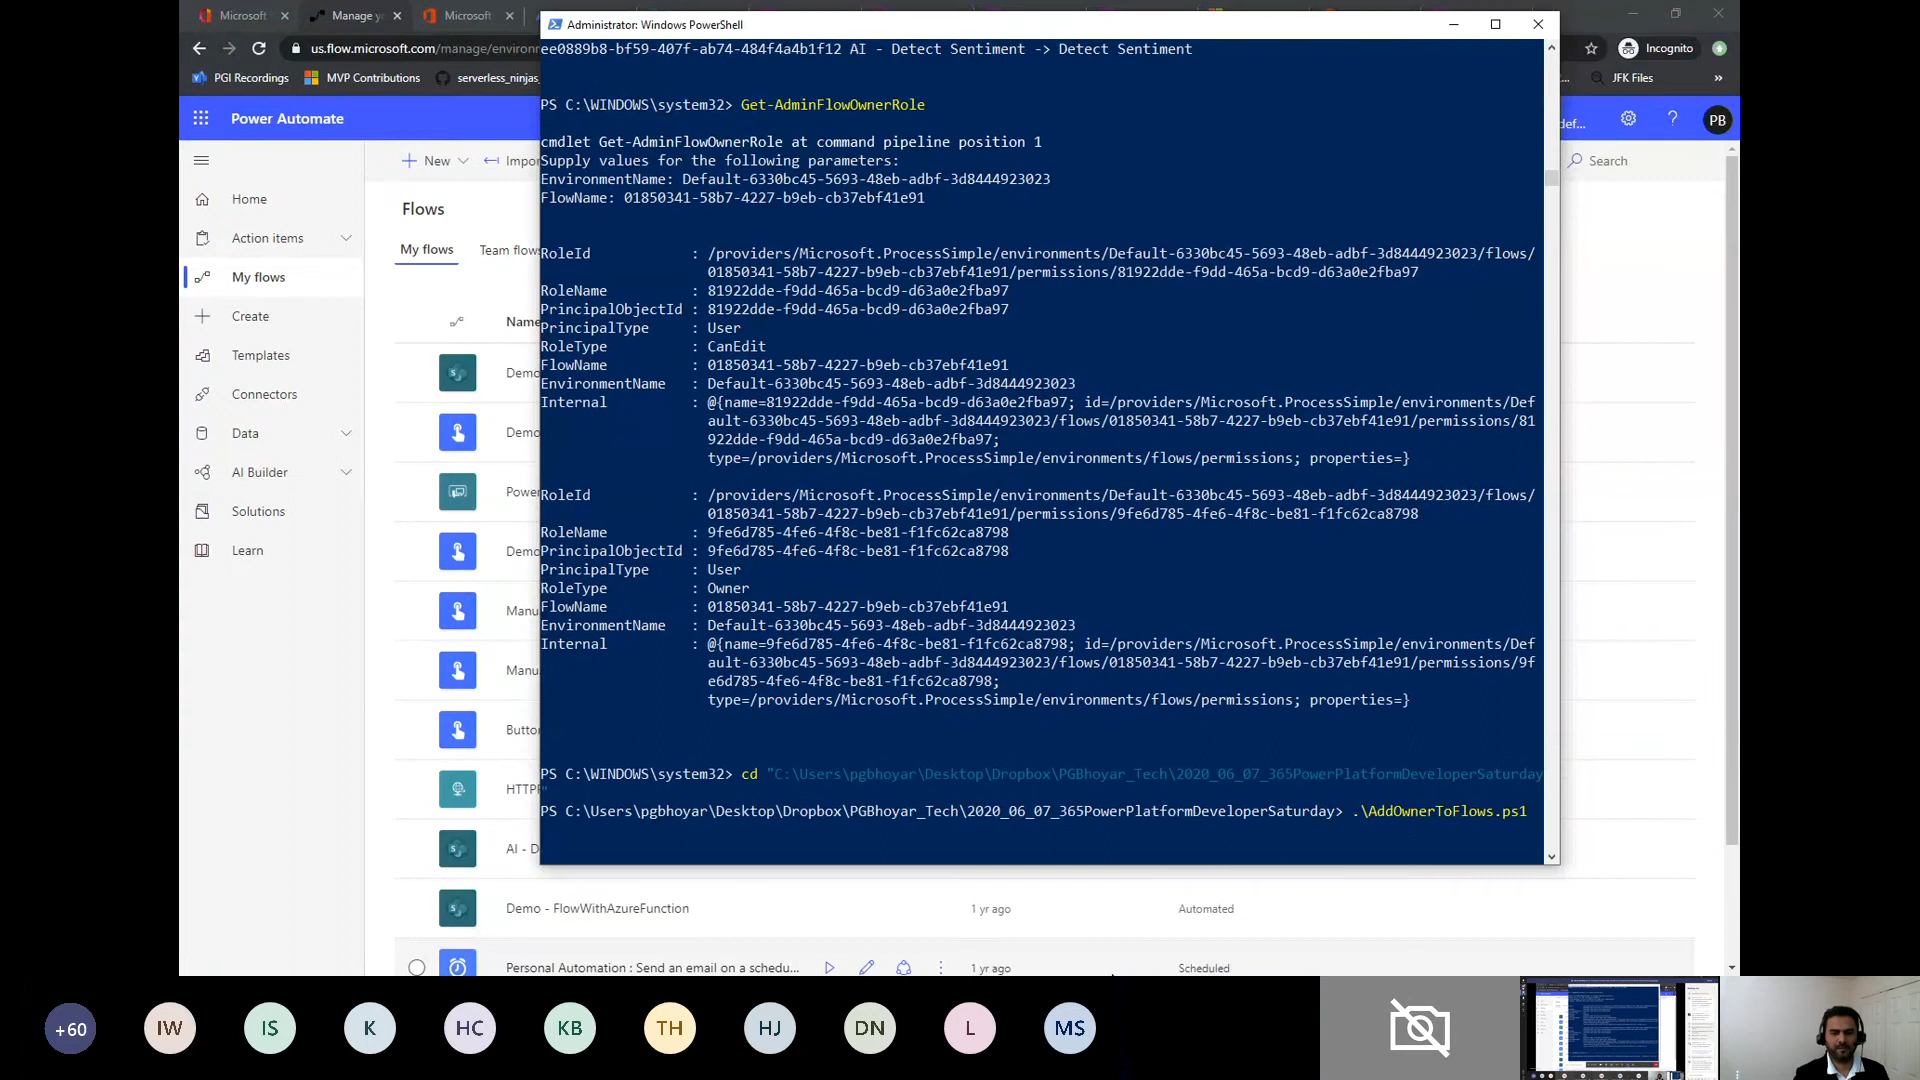 Microsoft
Manage yo
Microsoft
us.flow.microsoft.com/manage/environ
Incognito
PGI Recordings
MVP Contributions
serverless_ninjas
JFK Files
»
Power Automate
def...
?
PB
Administrator: Windows PowerShell
ee0889b8-bf59-407f-ab74-484f4a4b1f12 AI - Detect Sentiment -> Detect Sentiment
PS C:\WINDOWS\system32> Get-AdminFlowOwnerRole
cmdlet Get-AdminFlowOwnerRole at command pipeline position 1
Supply values for the following parameters:
EnvironmentName: Default-6330bc45-5693-48eb-adbf-3d8444923023
FlowName: 01850341-58b7-4227-b9eb-cb37ebf41e91
RoleId : /providers/Microsoft.ProcessSimple/environments/Default-6330bc45-5693-48eb-adbf-3d8444923023/flows/
01850341-58b7-4227-b9eb-cb37ebf41e91/permissions/81922dde-f9dd-465a-bcd9-d63a0e2fba97
RoleName : 81922dde-f9dd-465a-bcd9-d63a0e2fba97
PrincipalObjectId : 81922dde-f9dd-465a-bcd9-d63a0e2fba97
PrincipalType : User
RoleType : CanEdit
FlowName : 01850341-58b7-4227-b9eb-cb37ebf41e91
EnvironmentName : Default-6330bc45-5693-48eb-adbf-3d8444923023
Internal : @{name=81922dde-f9dd-465a-bcd9-d63a0e2fba97; id=/providers/Microsoft.ProcessSimple/environments/Def
ault-6330bc45-5693-48eb-adbf-3d8444923023/flows/01850341-58b7-4227-b9eb-cb37ebf41e91/permissions/81
922dde-f9dd-465a-bcd9-d63a0e2fba97;
type=/providers/Microsoft.ProcessSimple/environments/flows/permissions; properties=}
RoleId : /providers/Microsoft.ProcessSimple/environments/Default-6330bc45-5693-48eb-adbf-3d8444923023/flows/
01850341-58b7-4227-b9eb-cb37ebf41e91/permissions/9fe6d785-4fe6-4f8c-be81-f1fc62ca8798
RoleName : 9fe6d785-4fe6-4f8c-be81-f1fc62ca8798
PrincipalObjectId : 9fe6d785-4fe6-4f8c-be81-f1fc62ca8798
PrincipalType : User
RoleType : Owner
FlowName : 01850341-58b7-4227-b9eb-cb37ebf41e91
EnvironmentName : Default-6330bc45-5693-48eb-adbf-3d8444923023
Internal : @{name=9fe6d785-4fe6-4f8c-be81-f1fc62ca8798; id=/providers/Microsoft.ProcessSimple/environments/Def
ault-6330bc45-5693-48eb-adbf-3d8444923023/flows/01850341-58b7-4227-b9eb-cb37ebf41e91/permissions/9f
e6d785-4fe6-4f8c-be81-f1fc62ca8798;
type=/providers/Microsoft.ProcessSimple/environments/flows/permissions; properties=}
PS C:\WINDOWS\system32> cd "C:\Users\pgbhoyar\Desktop\Dropbox\PGBhoyar_Tech\2020_06_07_365PowerPlatformDeveloperSaturday
"
PS C:\Users\pgbhoyar\Desktop\Dropbox\PGBhoyar_Tech\2020_06_07_365PowerPlatformDeveloperSaturday> .\AddOwnerToFlows.ps1
Home
Action items
My flows
Create
Templates
Connectors
Data
AI Builder
Solutions
Learn
New
Impor
Search
Flows
My flows
Team flow
Name
Demo
Demo
Power
Demo
Manu
Manu
Butto
HTTPF
AI - D
Demo - FlowWithAzureFunction 1 yr ago Automated
Personal Automation : Send an email on a schedu... 1 yr ago Scheduled
+60
IW
IS
K
HC
KB
TH
HJ
DN
L
MS